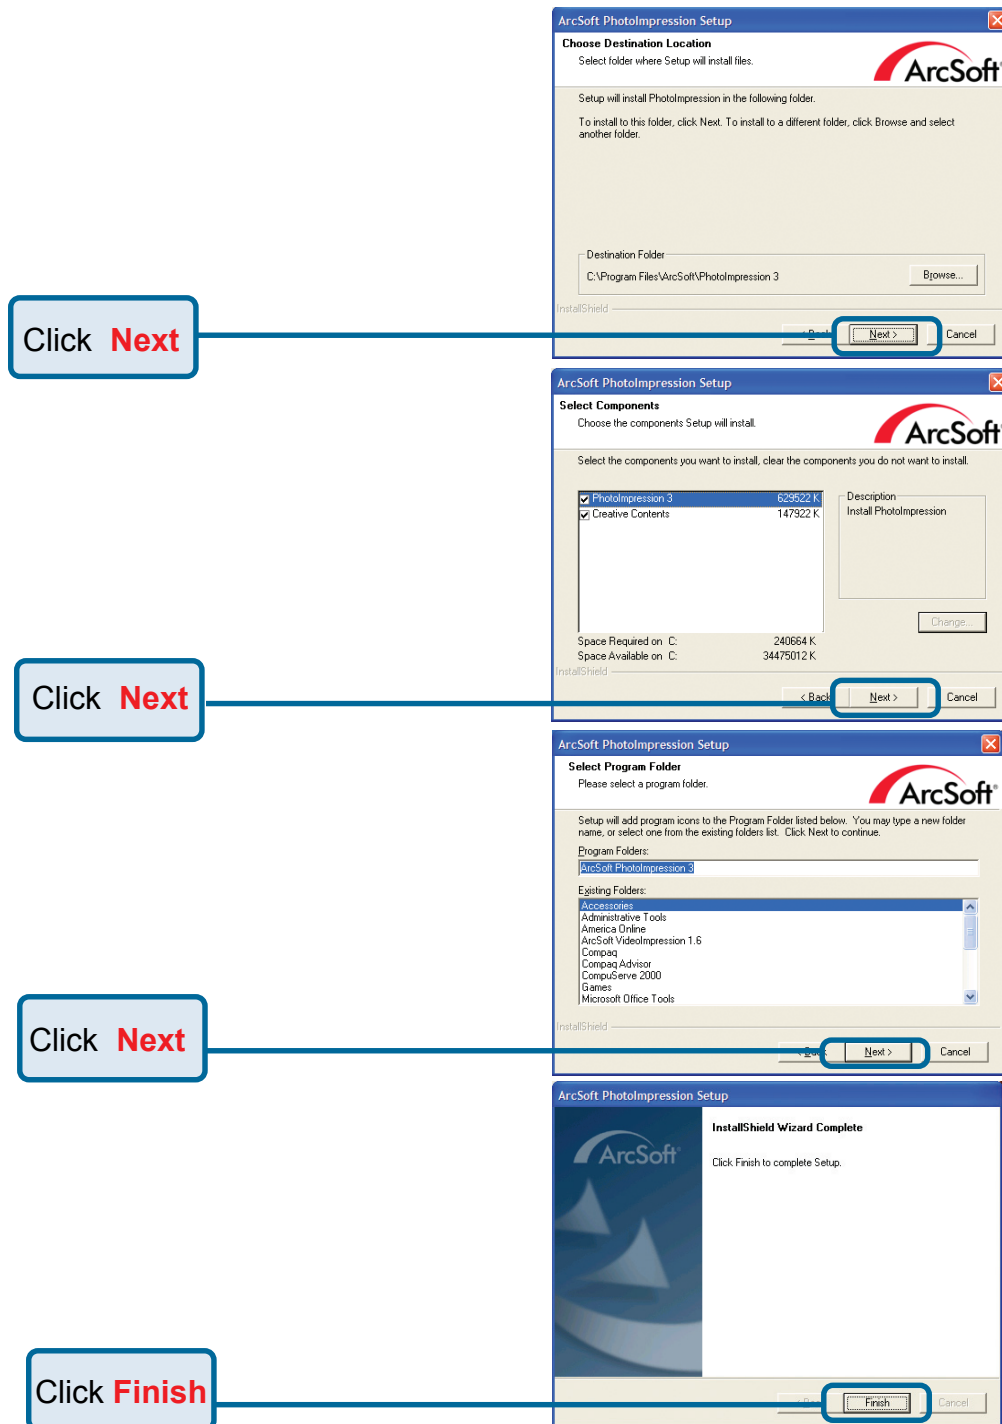 ArcSoft PhotoImpression Setup
Choose Destination Location
Select folder where Setup will install files.
ArcSoft
Setup will install PhotoImpression in the following folder.
To install to this folder, click Next. To install to a different folder, click Browse and select
another folder.
Destination Folder
C:\Program Files\ArcSoft\PhotoImpression 3
Browse...
InstallShield
Click Next
Next >
Cancel
ArcSoft PhotoImpression Setup
Select Components
Choose the components Setup will install.
ArcSoft
Select the components you want to install, clear the components you do not want to install.
PhotoImpression 3 629522 K
Creative Contents 147922 K
Description
Install PhotoImpression
Change...
Space Required on C: 240664 K
Space Available on C: 34475012 K
InstallShield
Click Next
< Back
Next >
Cancel
ArcSoft PhotoImpression Setup
Select Program Folder
Please select a program folder.
ArcSoft
Setup will add program icons to the Program Folder listed below. You may type a new folder
name, or select one from the existing folders list. Click Next to continue.
Program Folders:
ArcSoft PhotoImpression 3
Existing Folders:
Accessories
Administrative Tools
America Online
ArcSoft VideoImpression 1.6
Compaq
Compaq Advisor
CompuServe 2000
Games
Microsoft Office Tools
InstallShield
Click Next
Next >
Cancel
ArcSoft PhotoImpression Setup
ArcSoft
InstallShield Wizard Complete
Click Finish to complete Setup.
Click Finish
Finish
Cancel